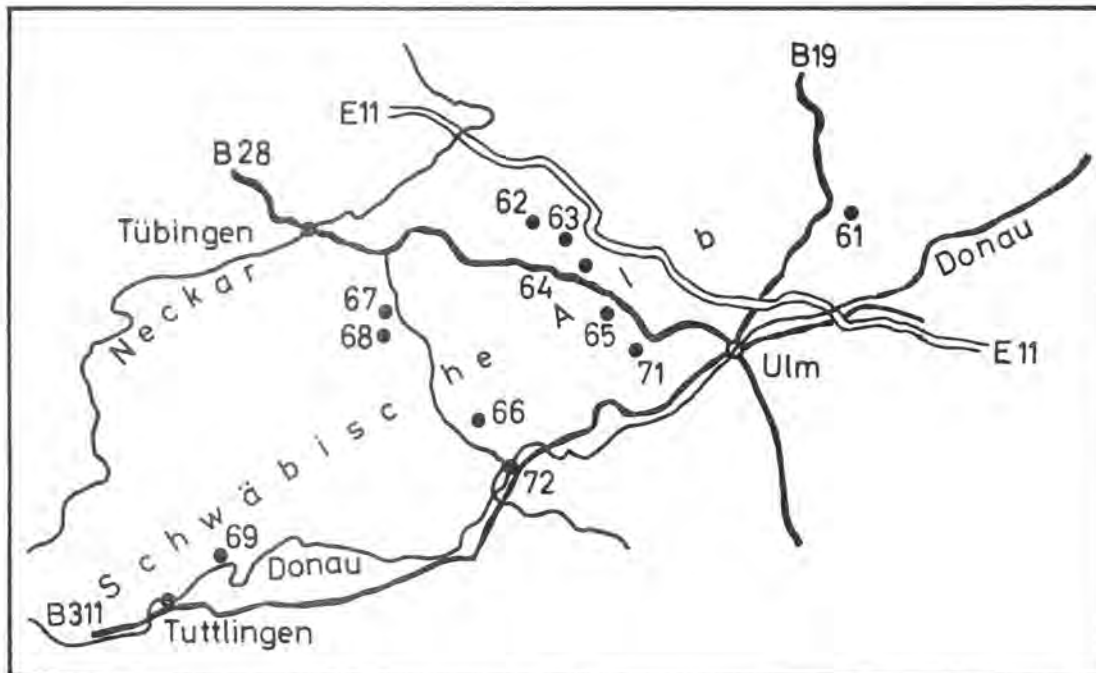 B19
E11
B28
62
63
61
Tübingen
b
Donau
Neckar
64
l
67
A
65
68
71
Ulm
E11
he
66
72
Schwäbisc
69
Donau
B311
Tuttlingen